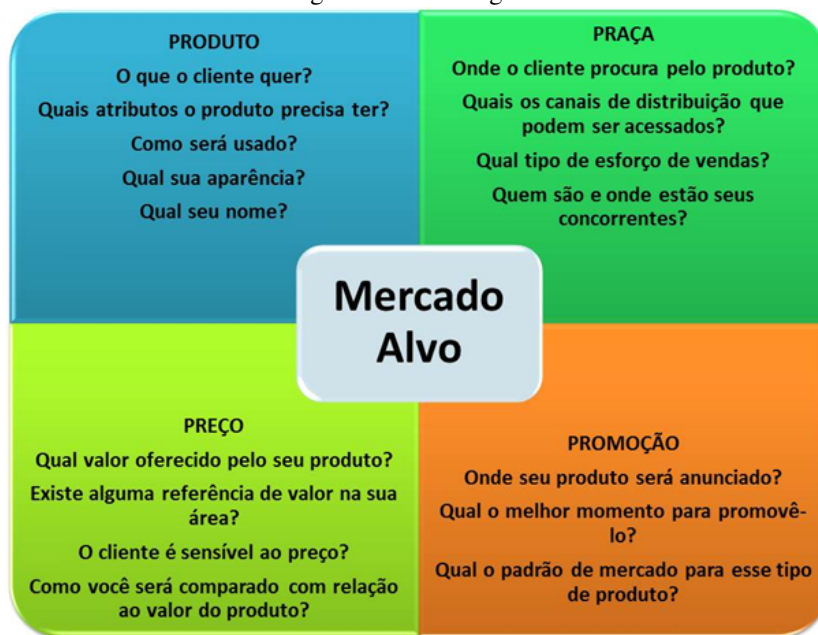 PRODUTO
O que o cliente quer?
Quais atributos o produto precisa ter?
Como será usado?
Qual sua aparência?
Qual seu nome?
PRAÇA
Onde o cliente procura pelo produto?
Quais os canais de distribuição que
podem ser acessados?
Qual tipo de esforço de vendas?
Quem são e onde estão seus
concorrentes?
Mercado
Alvo
PREÇO
Qual valor oferecido pelo seu produto?
Existe alguma referência de valor na sua
área?
O cliente é sensível ao preço?
Como você será comparado com relação
ao valor do produto?
PROMOÇÃO
Onde seu produto será anunciado?
Qual o melhor momento para promovê-
lo?
Qual o padrão de mercado para esse tipo
de produto?